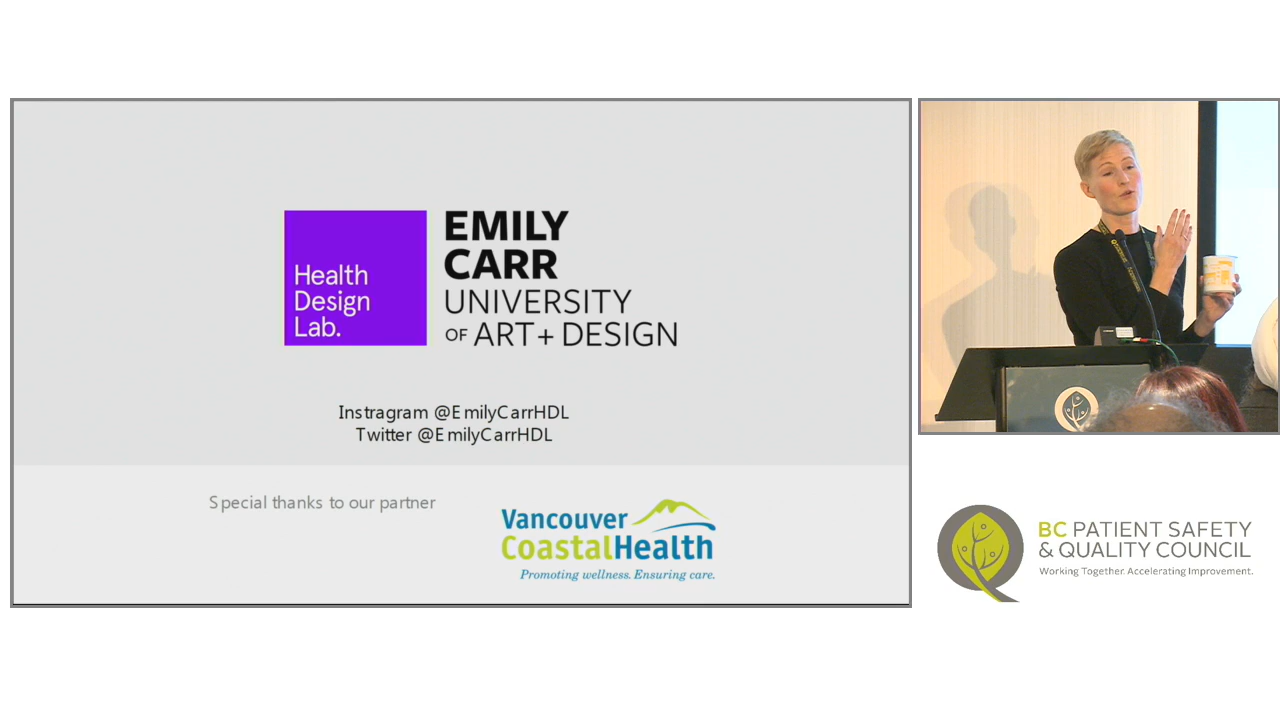 Health
Design
Lab.
EMILY
CARR
UNIVERSITY
OF ART + DESIGN
Instragram @EmilyCarrHDL
Twitter @EmilyCarrHDL
Special thanks to our partner
Vancouver
CoastalHealth
Promoting wellness. Ensuring care.
BC PATIENT SAFETY
& QUALITY COUNCIL
Working Together. Accelerating Improvement.